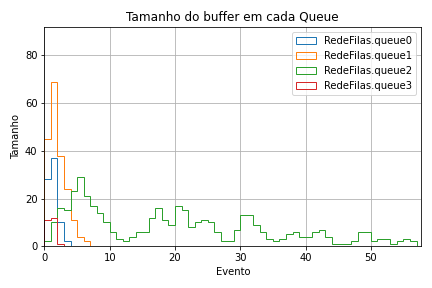 Tamanho do buffer em cada Queue
RedeFilas.queue0
RedeFilas.queue1
RedeFilas.queue2
RedeFilas.queue3
80
60
40
20
0
Tamanho
0 10 20 30 40 50
Evento